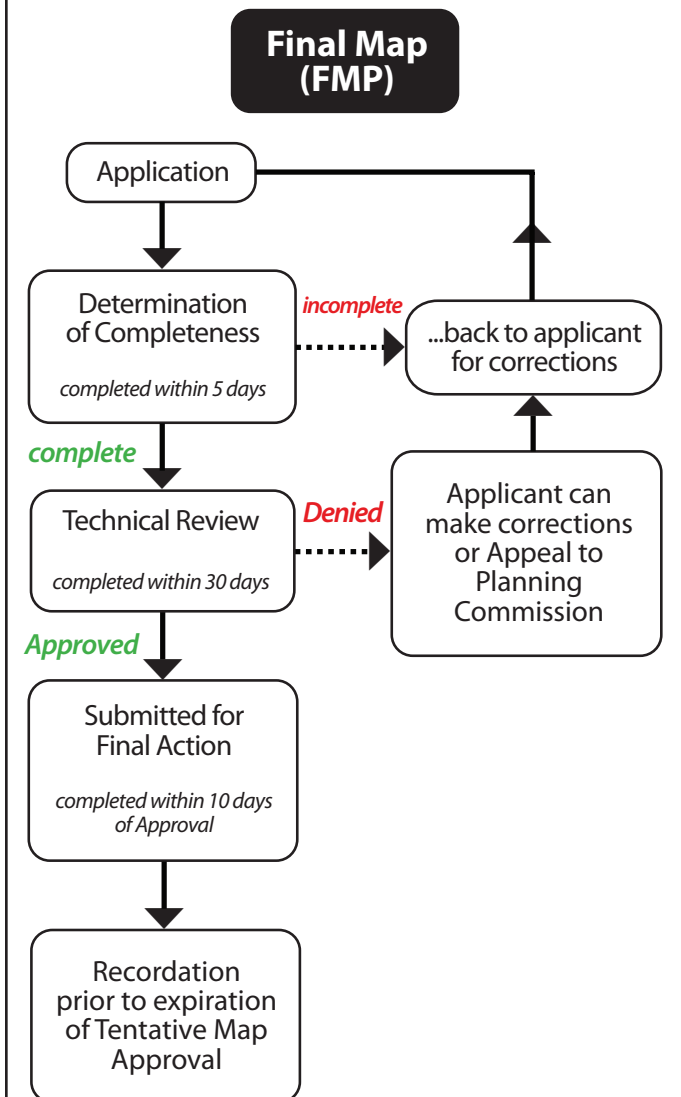 Final Map
(FMP)
Application
Determination
of Completeness
completed within 5 days
incomplete
...back to applicant
for corrections
complete
Technical Review
completed within 30 days
Denied
Applicant can
make corrections
or Appeal to
Planning
Commission
Approved
Submitted for
Final Action
completed within 10 days
of Approval
Recordation
prior to expiration
of Tentative Map
Approval